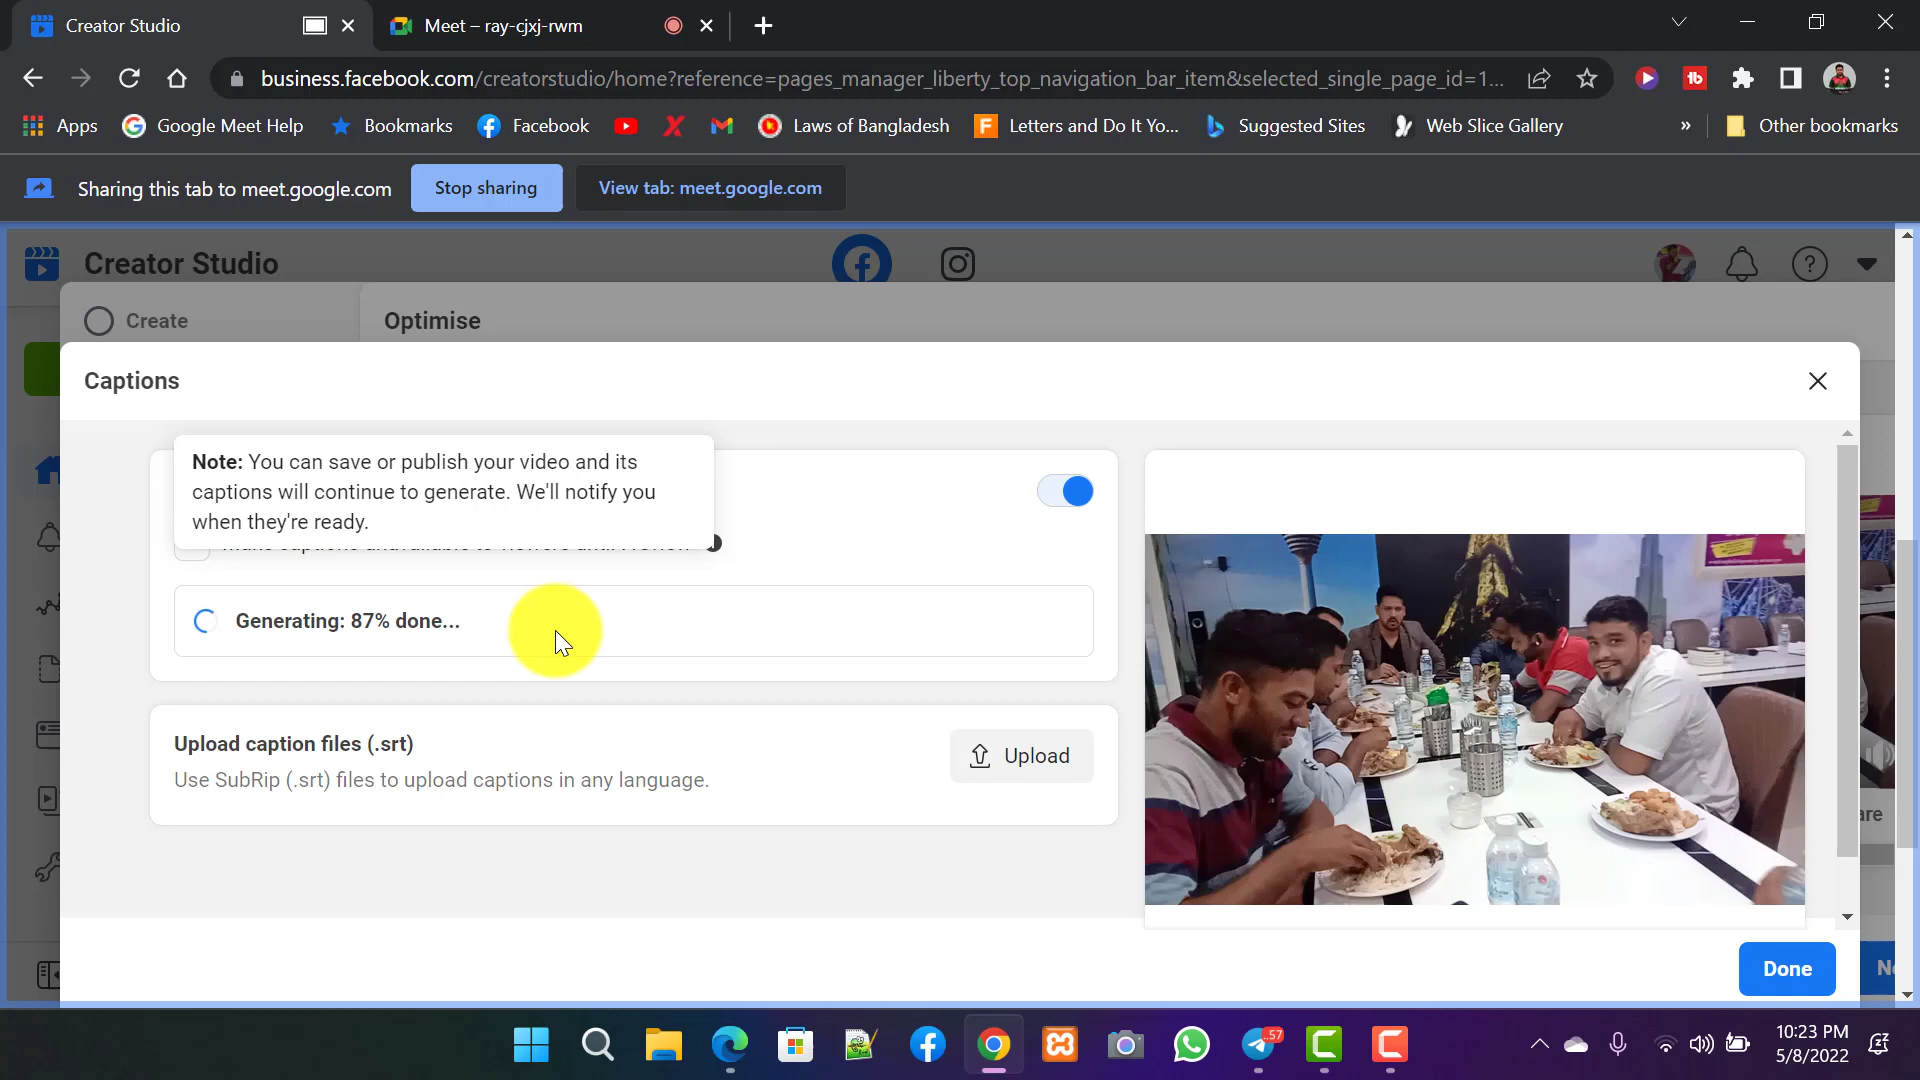 Creator Studio
Meet – ray-cjxj-rwm
business.facebook.com/creatorstudio/home?reference=pages_manager_liberty_top_navigation_bar_item&selected_single_page_id=1...
Apps
Google Meet Help
Bookmarks
Facebook
Laws of Bangladesh
Letters and Do It Yo...
Suggested Sites
Web Slice Gallery
»
Other bookmarks
Sharing this tab to meet.google.com
Stop sharing
View tab: meet.google.com
Creator Studio
Create
Optimise
Captions
Note: You can save or publish your video and its
captions will continue to generate. We'll notify you
when they're ready.
Generating: 87% done...
Upload caption files (.srt)
Use SubRip (.srt) files to upload captions in any language.
Upload
are
Done
Ne
57
10:23 PM
5/8/2022